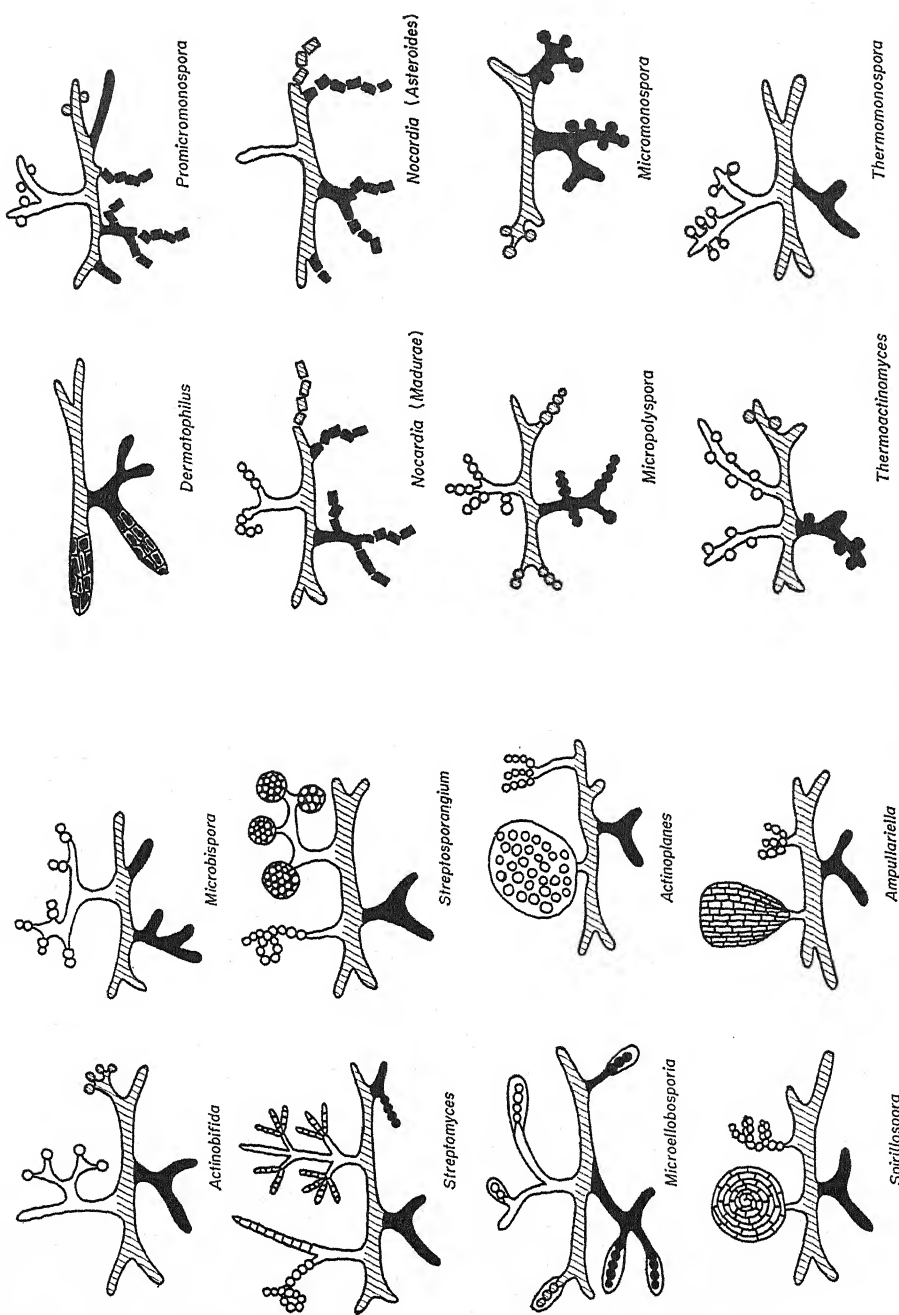 Promicromonospora
Nocardia (Asteroides)
Micromonospora
Thermomonospora
Dermatophilus
Nocardia (Madurae)
Micropolyspora
Thermoactinomyces
Microbispora
Streptosporangium
Actinoplanes
Ampullariella
Actinobifida
Streptomyces
Microellobosporia
Spirillospora